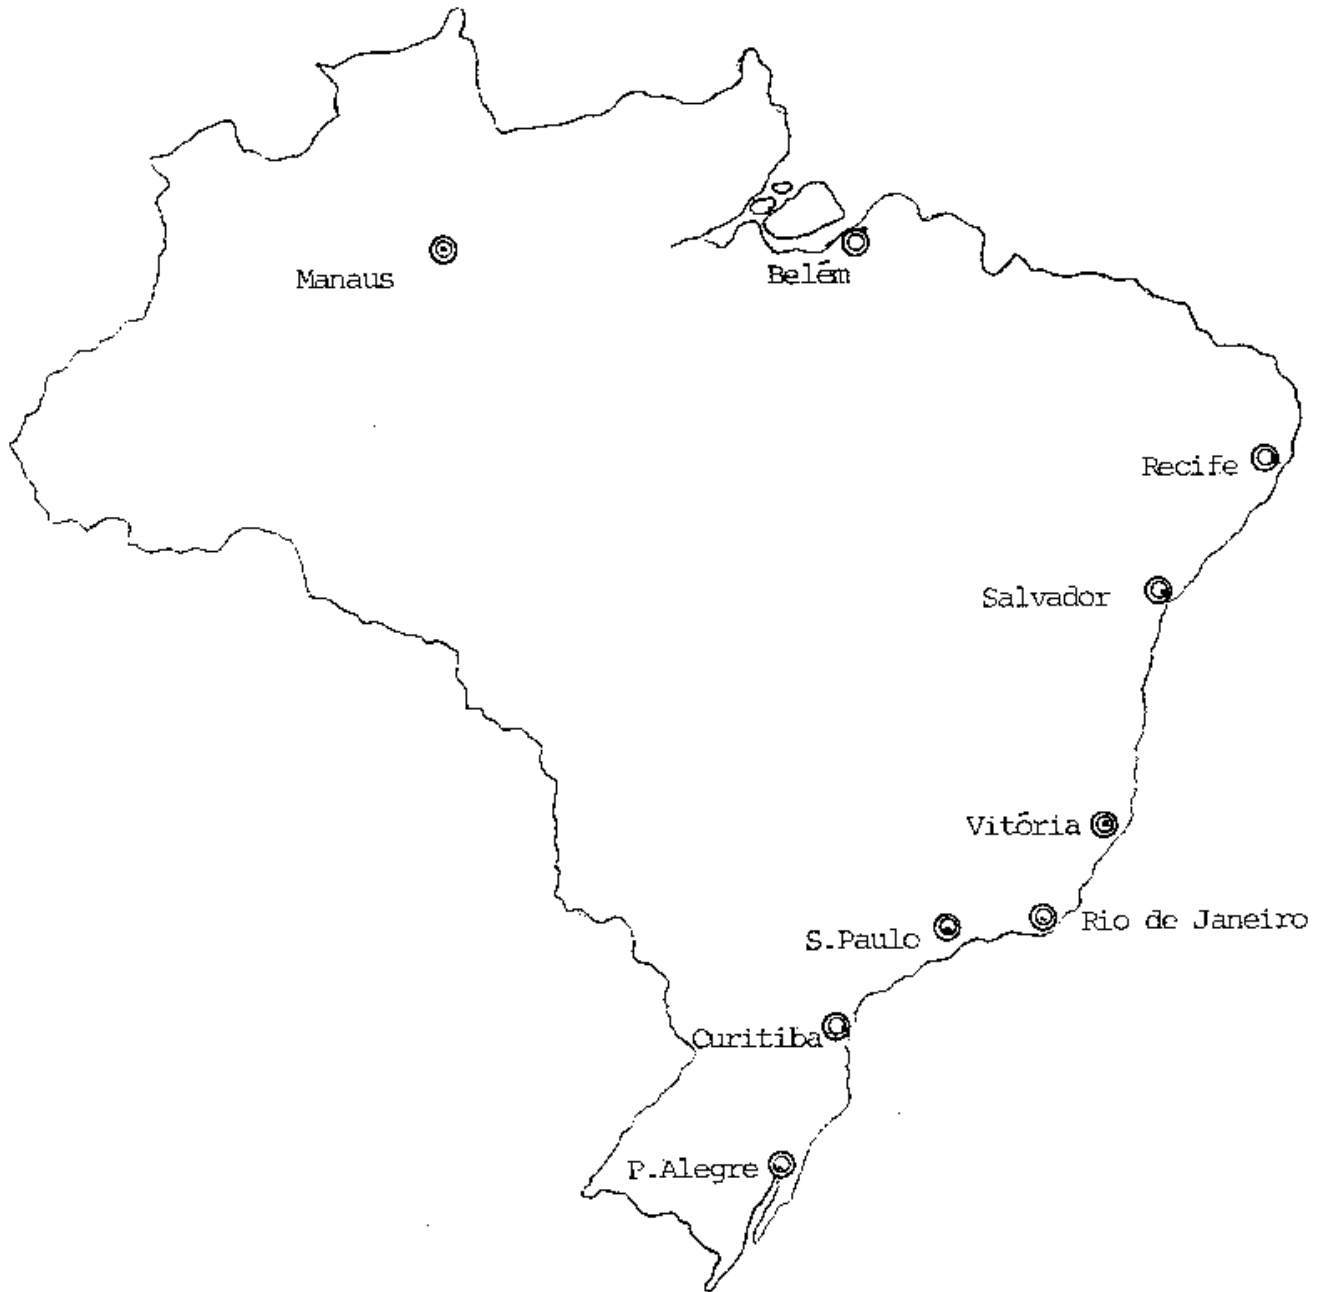 Manaus
Belém
Recife
Salvador
Vitória
Rio de Janeiro
S.Paulo
Curitiba
P.Alegre